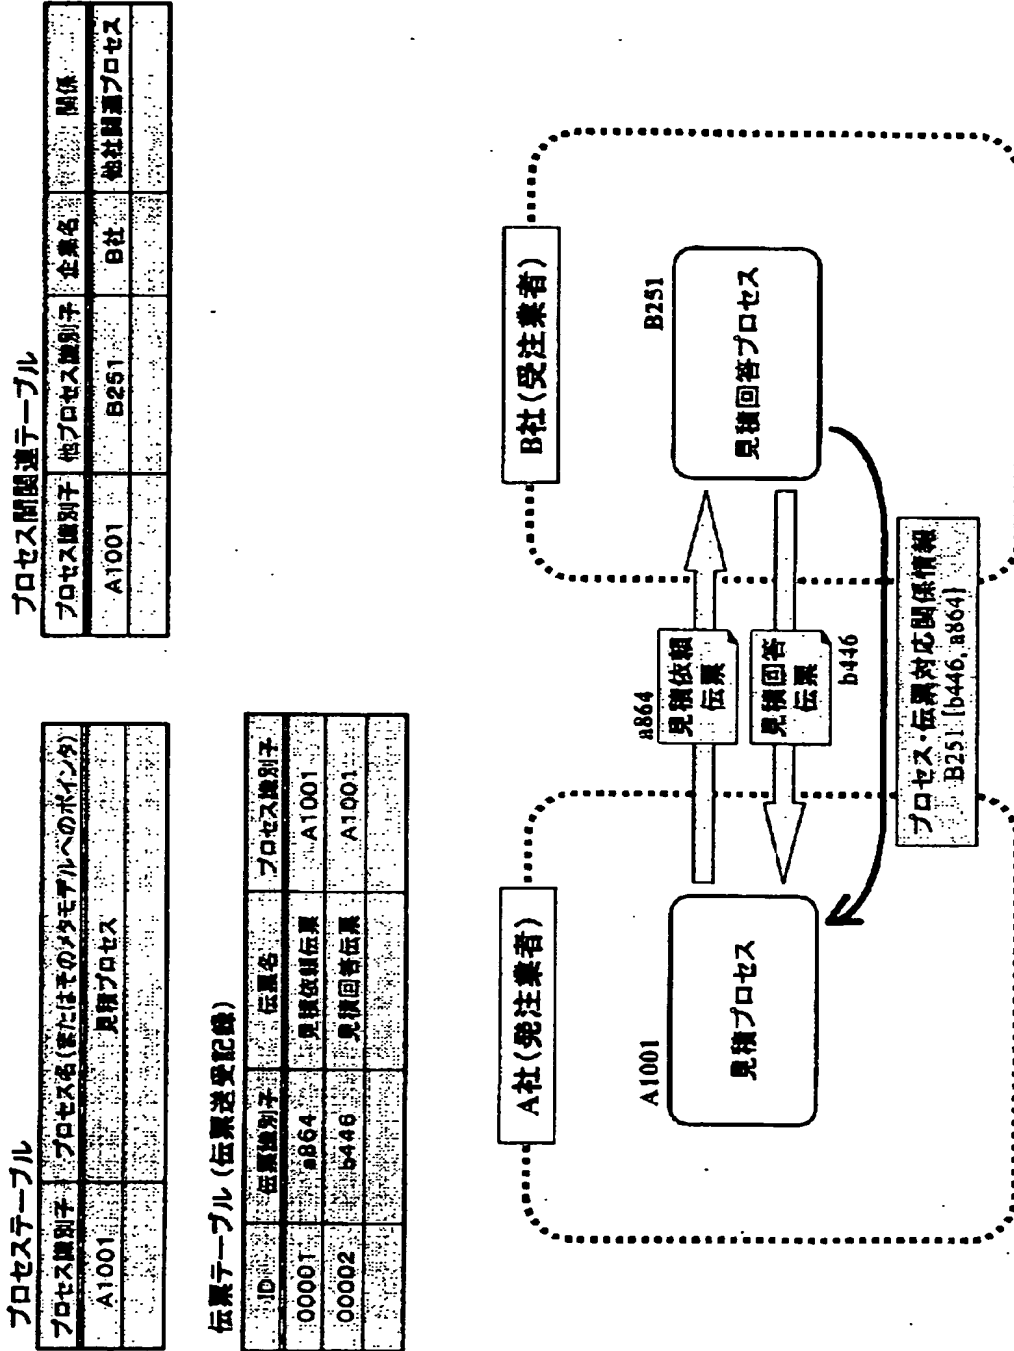 プロセステーブル
プロセス識別子 プロセス名(またはそのメタモデルへのポインタ)
A1001 見積プロセス
プロセス間関連テーブル
プロセス識別子 他プロセス識別子 企業名 関係
A1001 B251 B社 他社関連プロセス
伝票テーブル(伝票送受記録)
ID 伝票識別子 伝票名 プロセス識別子
00001 a864 見積依頼伝票 A1001
00002 b446 見積回答伝票 A1001
A社(発注業者)
B社(受注業者)
A1001
見積プロセス
a864
見積依頼
伝票
見積回答
伝票
b446
B251
見積回答プロセス
プロセス・伝票対応関係情報
B251 [b446, a864]